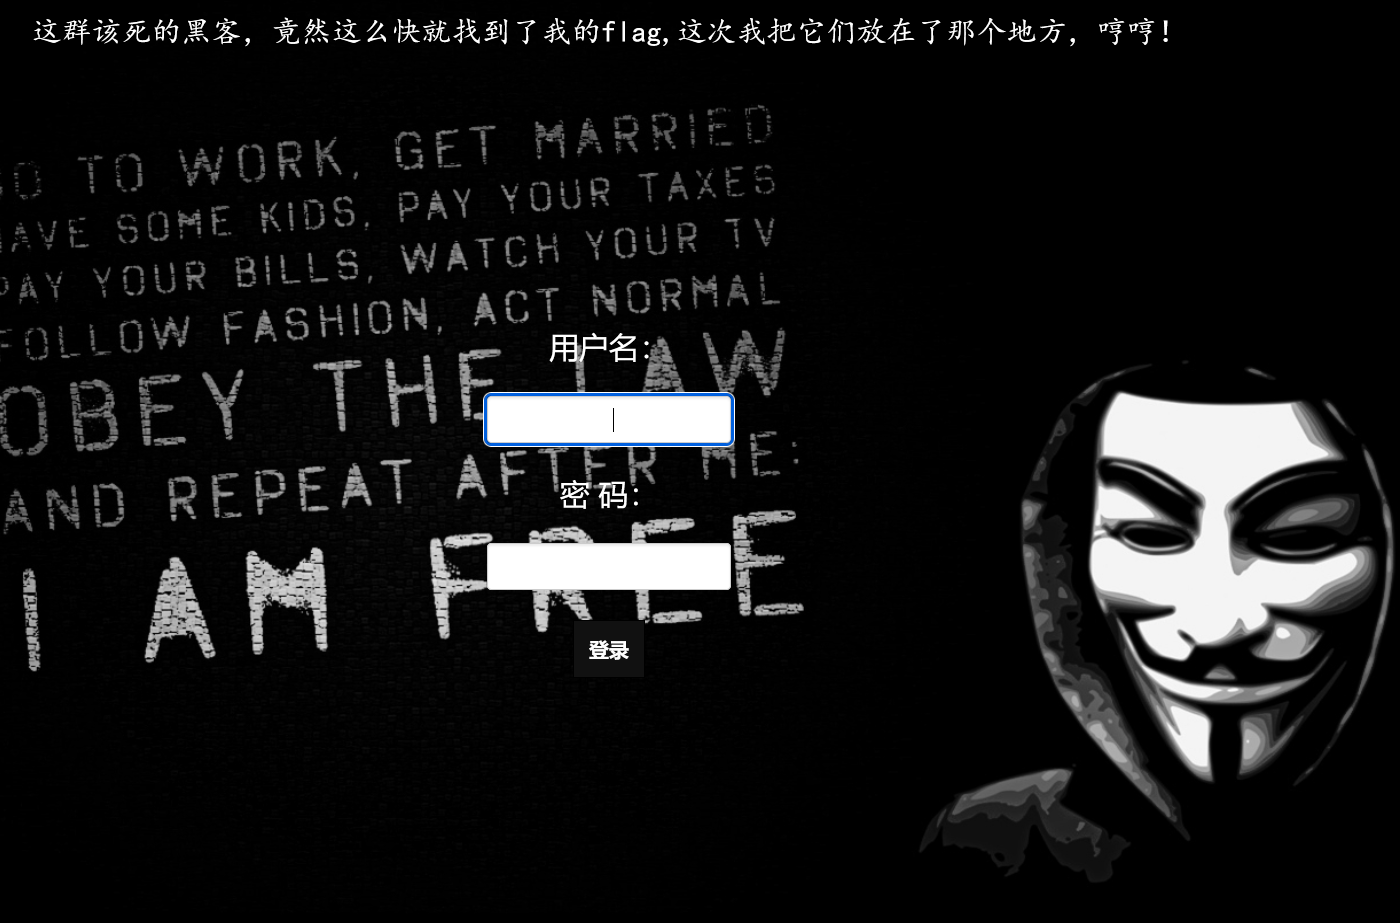 这群该死的黑客，竟然这么快就找到了我的flag,这次我把它们放在了那个地方，哼哼！
GO TO WORK, GET MARRIED
HAVE SOME KIDS, PAY YOUR TAXES
PAY YOUR BILLS, WATCH YOUR TV
FOLLOW FASHION, ACT NORMAL
OBEY THE LAW
AND REPEAT AFTER ME:
I AM FREE
用户名：
密 码：
登录